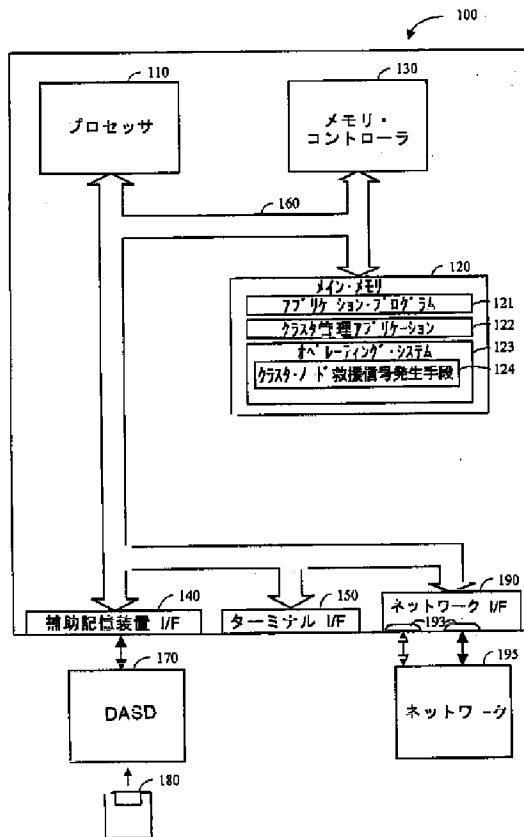 100
110
プロセッサ
130
メモリ・
コントローラ
160
120
メイン・メモリ
アプリケーション・プログラム
121
クラスタ管理アプリケーション
122
オペレーティング・システム
123
クラスタ・ノード救援信号発生手段
124
140
補助記憶装置 I/F
150
ターミナル I/F
190
ネットワーク I/F
193
170
DASD
195
ネットワーク
180